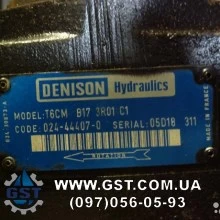 DENISON Hydraulics
MODEL: T6CM B17 3R01 C1
CODE: 024-44407-0 SERIAL: 05D18 311
ROTATION
MADE IN FRANCE
GST
www.GST.com.ua
(097)056-05-93